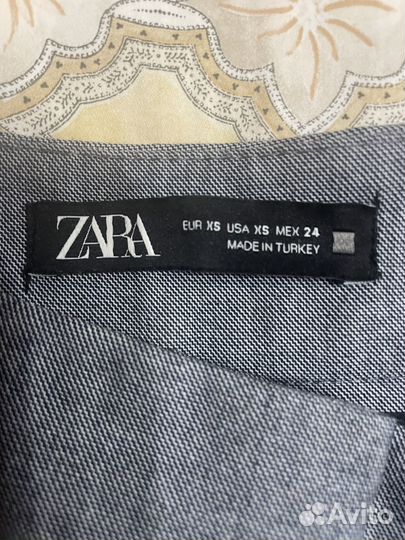 ZARA
EUR XS USA XS MEX 24
MADE IN TURKEY
Avito